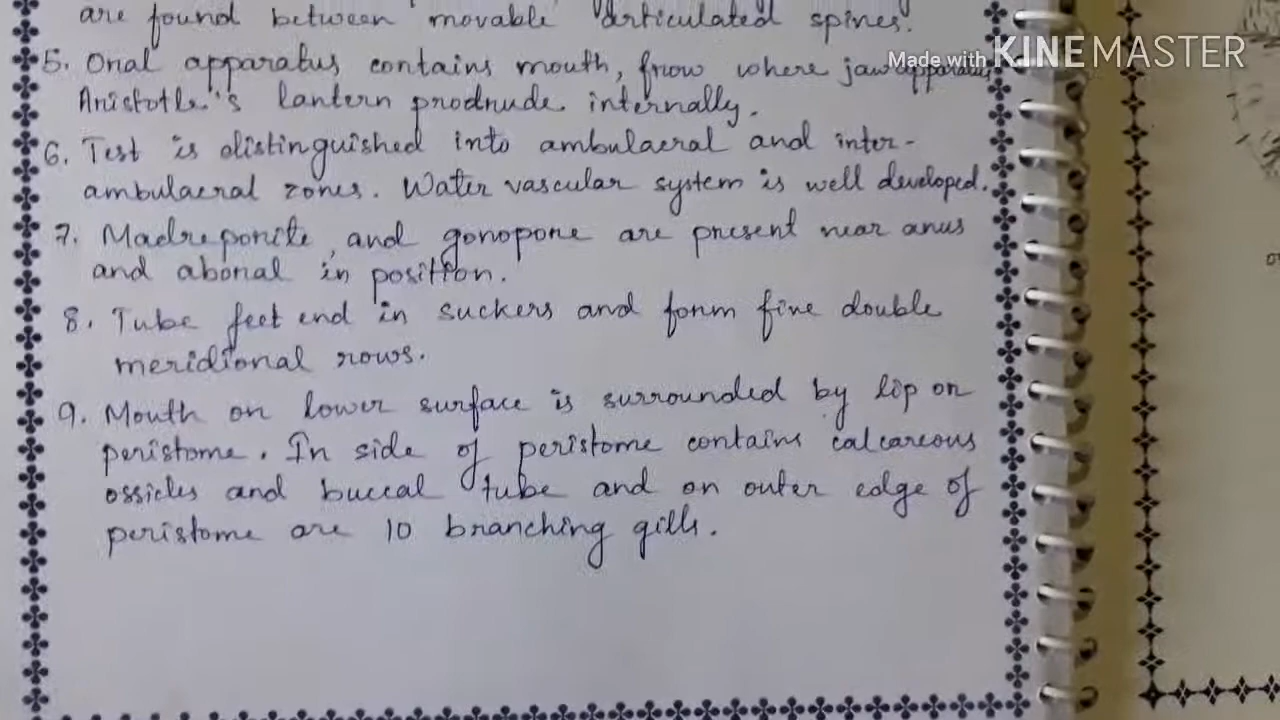 are found between movable articulated spines.
Made with KINEMASTER
5. Oral apparatus contains mouth, from where jaw apparatus
Aristotle's lantern prodrude internally.
6. Test is distinguished into ambulacral and inter-
ambulacral zones. Water vascular system is well developed.
7. Madreporite, and gonopore are present near anus
and aboral in position.
8. Tube feet end in suckers and form five double
meridional rows.
9. Mouth on lower surface is surrounded by lip or
peristome. In side of peristome contains calcareous
ossicles and buccal tube and on outer edge of
peristome are 10 branching gills.